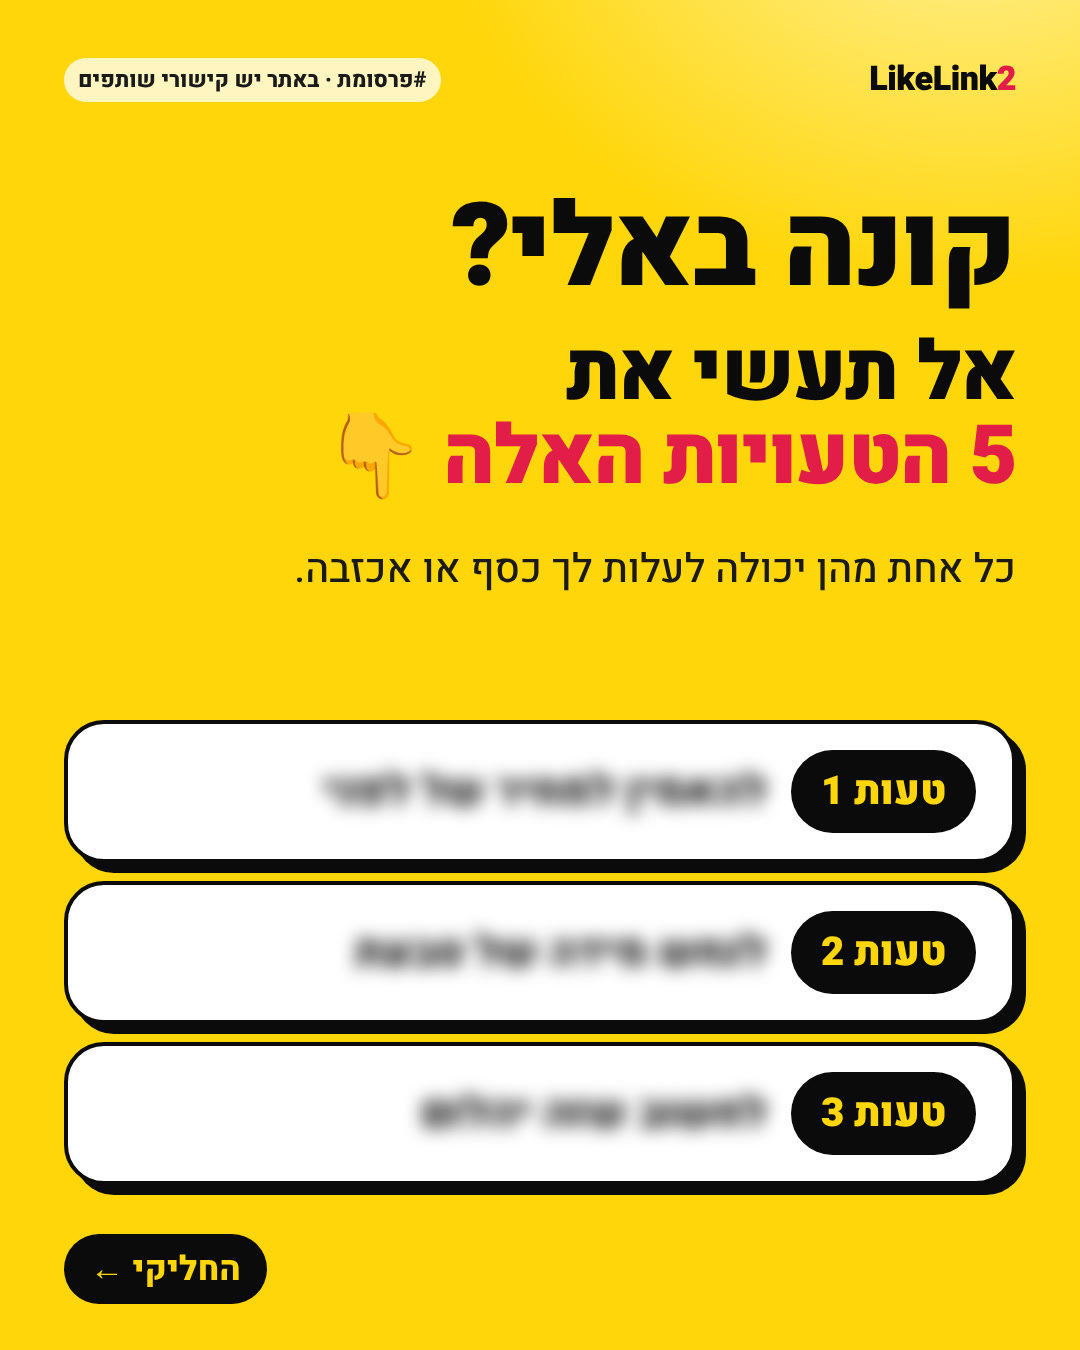 LikeLink2
#פרסומת · באתר יש קישורי שותפים
קונה באלי?
אל תעשי את
5 הטעויות האלה 👇
כל אחת מהן יכולה לעלות לך כסף או אכזבה.
טעות 1
טעות 2
טעות 3
החליקי ←